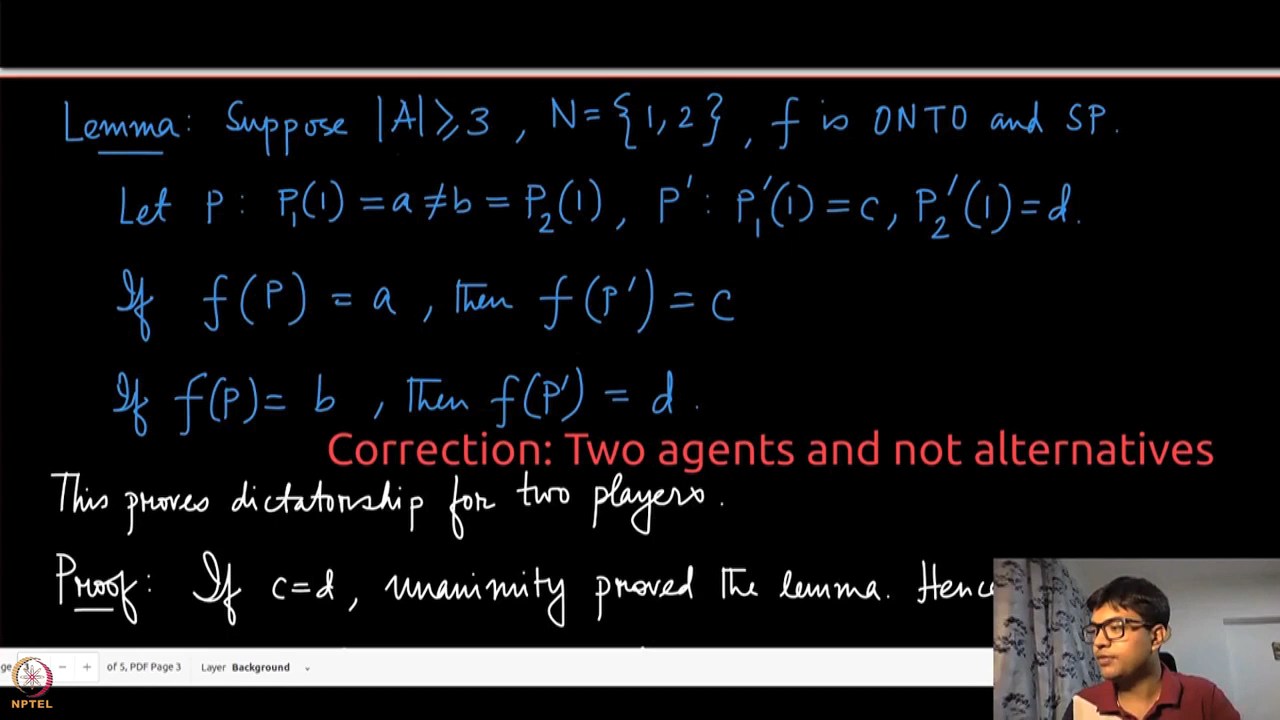 Lemma: Suppose |A| ⩾ 3, N = {1, 2}, f is ONTO and SP.
Let P: P₁(1) = a ≠ b = P₂(1), P′: P₁′(1) = c, P₂′(1) = d.
If f(P) = a, then f(P′) = c
If f(P) = b, then f(P′) = d.
Correction: Two agents and not alternatives
This proves dictatorship for two players.
Proof: If c=d, unanimity proved the lemma. Hence
of 5, PDF Page 3 Layer Background
NPTEL